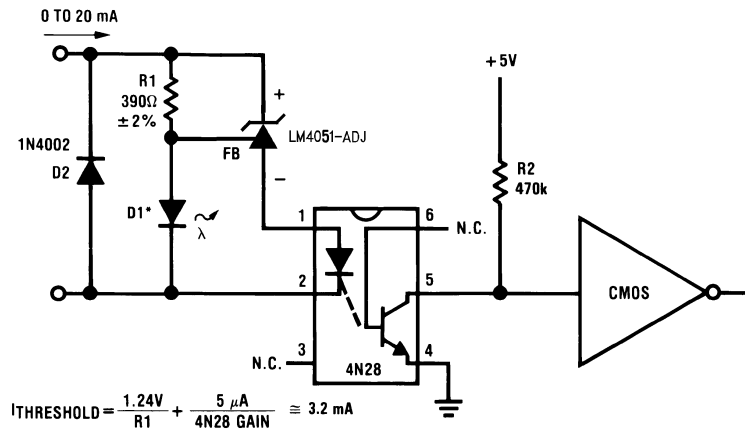 0 TO 20 mA
R1
390Ω
±2%
+
LM4051-ADJ
FB
−
1N4002
D2
D1*
λ
+5V
R2
470k
1
6
N.C.
2
5
CMOS
3
N.C.
4
4N28
ITHRESHOLD = 1.24V / R1 + 5 μA / 4N28 GAIN ≅ 3.2 mA